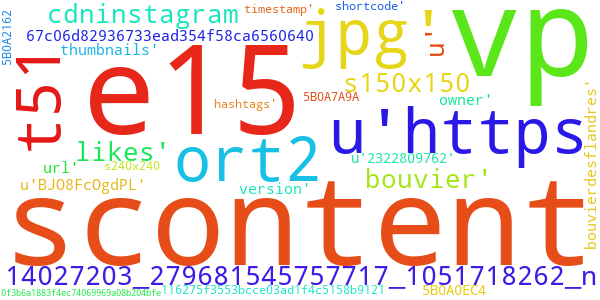 5B0A2162
cdninstagram
timestamp'
shortcode'
67c06d82936733ead354f58ca6560640
thumbnails'
jpg'
u'
vp
t51
e15
s150x150
hashtags'
5B0A7A9A
owner'
u'https
likes'
ort2
url'
s240x240
u'2322809762'
u'BJO8FcOgdPL'
version'
bouvier'
bouvierdesflandres'
scontent
14027203_279681545757717_1051718262_n
0f3b6a1883f4ec74069969a08b204bfe
116275f3553bcce03ad1f4c5158b9121
5B0A0EC4